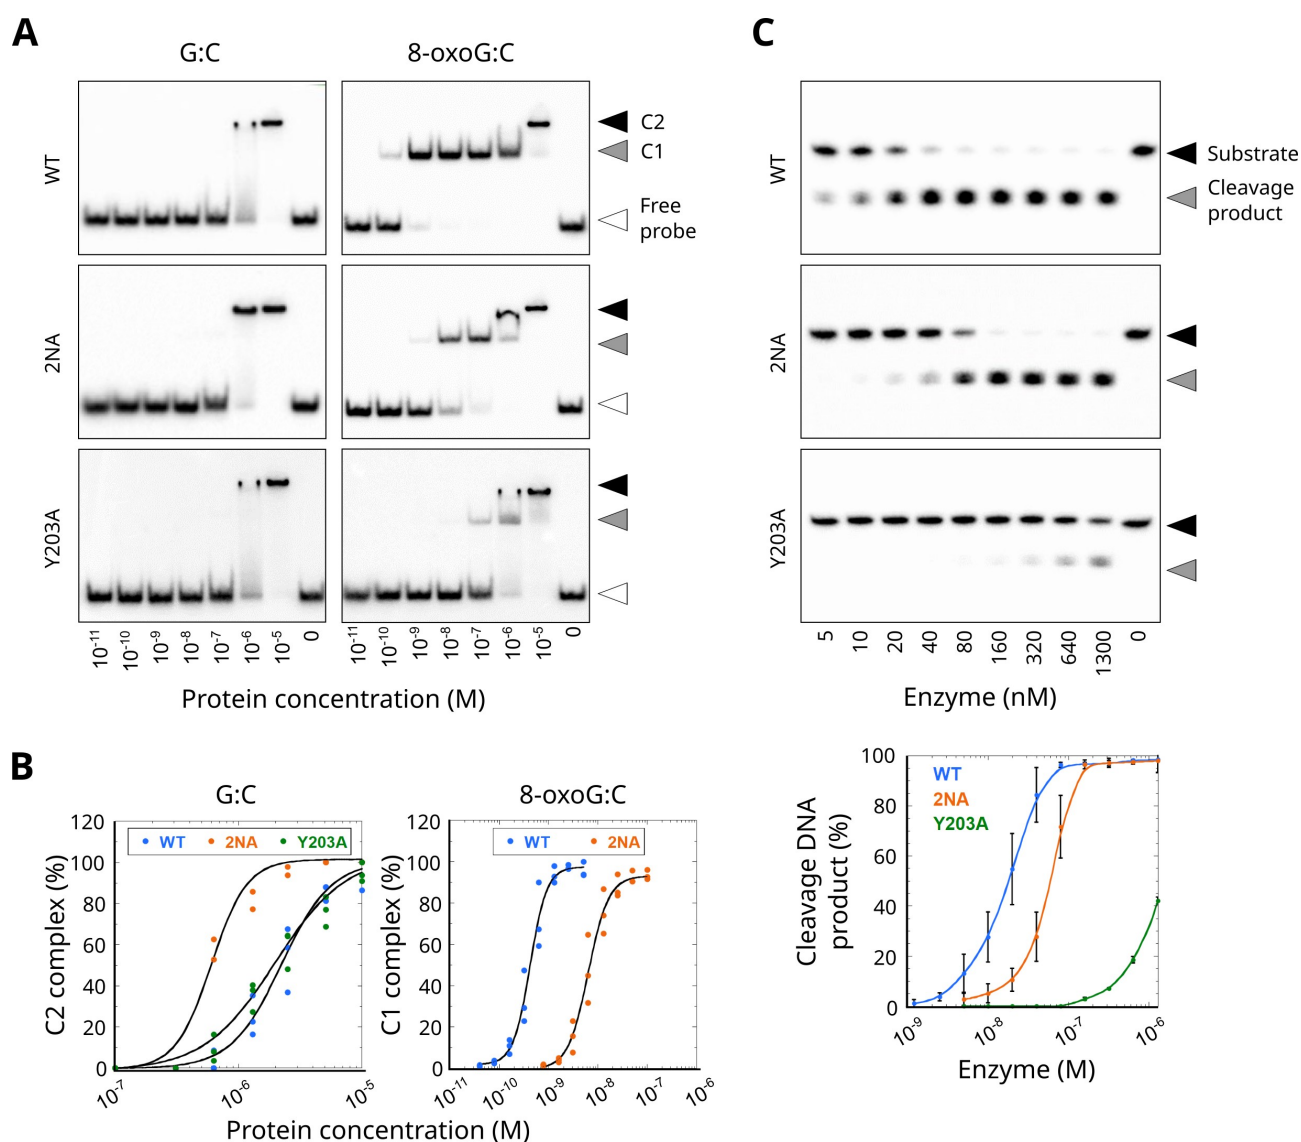 A
G:C
8-oxoG:C
WT
C2
C1
Free
probe
2NA
Y203A
10-11
10-10
10-9
10-8
10-7
10-6
10-5
0
10-11
10-10
10-9
10-8
10-7
10-6
10-5
0
Protein concentration (M)
B
G:C
8-oxoG:C
C2 complex (%)
120
100
80
60
40
20
0
WT 2NA Y203A
10-7
10-6
10-5
C1 complex (%)
120
100
80
60
40
20
0
WT 2NA
10-11
10-10
10-9
10-8
10-7
10-6
Protein concentration (M)
C
WT
Substrate
Cleavage
product
2NA
Y203A
5
10
20
40
80
160
320
640
1300
0
Enzyme (nM)
Cleavage DNA
product (%)
100
80
60
40
20
0
WT
2NA
Y203A
10-9
10-8
10-7
10-6
Enzyme (M)